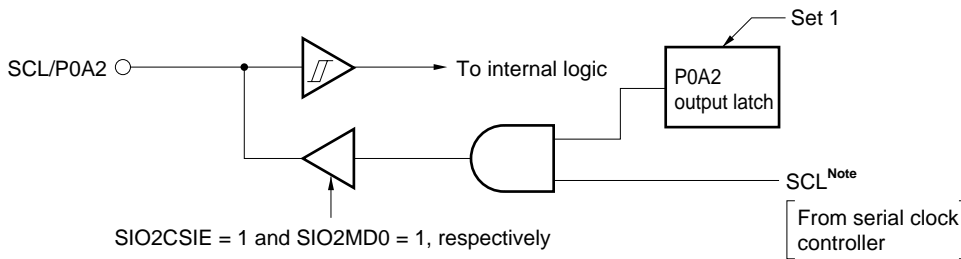 Set 1
SCL/P0A2
To internal logic
P0A2
output latch
SCL Note
From serial clock
controller
SIO2CSIE = 1 and SIO2MD0 = 1, respectively